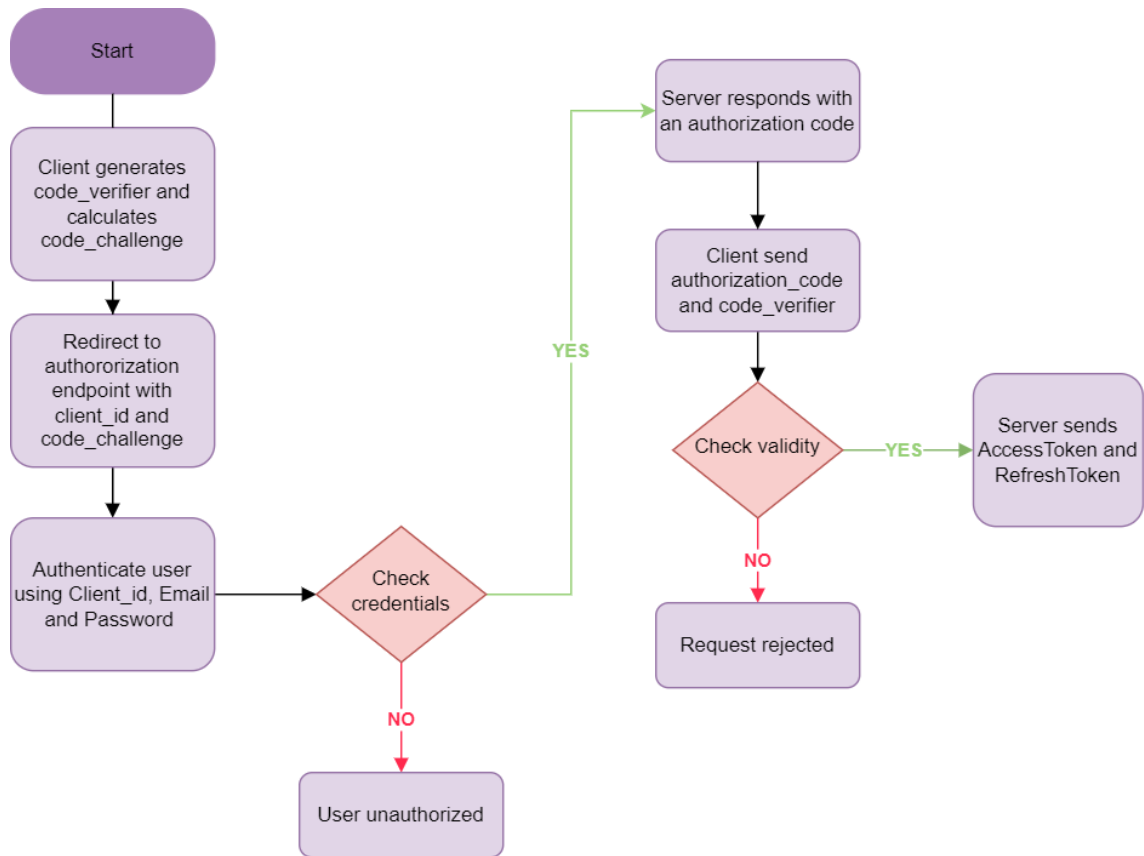 Start
Client generates
code_verifier and
calculates
code_challenge
Redirect to
authororization
endpoint with
client_id and
code_challenge
Authenticate user
using Client_id, Email
and Password
Check
credentials
NO
User unauthorized
YES
Server responds with
an authorization code
Client send
authorization_code
and code_verifier
Check validity
YES
Server sends
AccessToken and
RefreshToken
NO
Request rejected